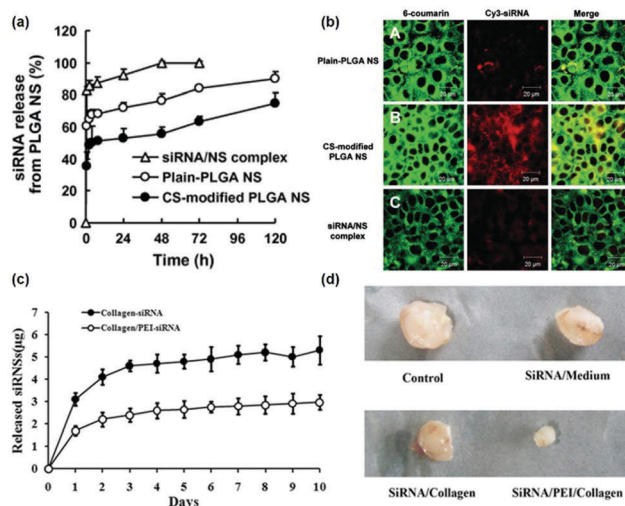 (a)
siRNA release
from PLGA NS (%)
120
100
80
60
40
20
0
siRNA/NS complex
Plain-PLGA NS
CS-modified PLGA NS
0
24
48
72
96
120
Time (h)
(b)
6-coumarin
Cy3-siRNA
Merge
Plain-PLGA NS
A
20 µm
20 µm
20 µm
CS-modified
PLGA NS
B
20 µm
20 µm
20 µm
siRNA/NS
complex
C
20 µm
20 µm
20 µm
(c)
Released siRNSs(µg)
7
6
5
4
3
2
1
0
Collagen-siRNA
Collagen/PEI-siRNA
0
1
2
3
4
5
6
7
8
9
10
Days
(d)
Control
SiRNA/Medium
SiRNA/Collagen
SiRNA/PEI/Collagen